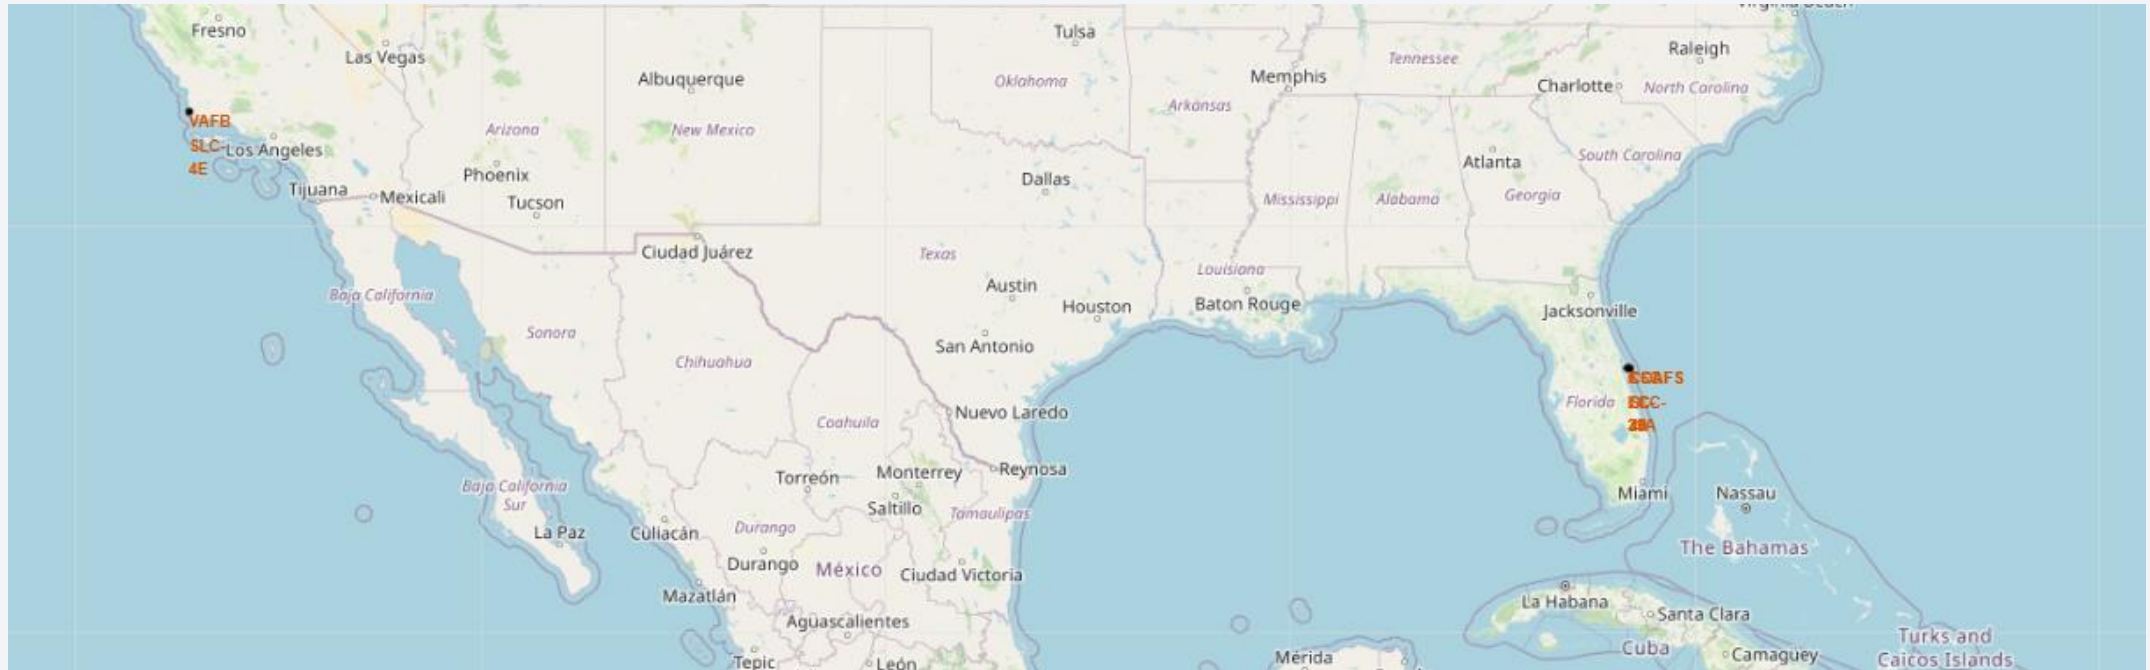 Virginia Beach
Fresno
Las Vegas
Albuquerque
Tulsa
Oklahoma
Memphis
Tennessee
Raleigh
Charlotte
North Carolina
VAFB
SLC-
4E
Los Angeles
Arizona
New Mexico
Arkansas
Phoenix
Tucson
Tijuana
Mexicali
Dallas
Atlanta
South Carolina
Mississippi
Alabama
Georgia
Ciudad Juárez
Texas
Louisiana
Baja California
Austin
Houston
Baton Rouge
Jacksonville
Sonora
San Antonio
Chihuahua
Florida
Nuevo Laredo
Coahuila
Reynosa
Torreón
Monterrey
Saltillo
Tamaulipas
Baja California
Sur
Miami
Nassau
La Paz
Culiacán
Durango
Durango
México
Ciudad Victoria
The Bahamas
Mazatlán
La Habana
Santa Clara
Aguascalientes
Cuba
Turks and
Caicos Islands
Camagüey
Tepic
León
Mérida